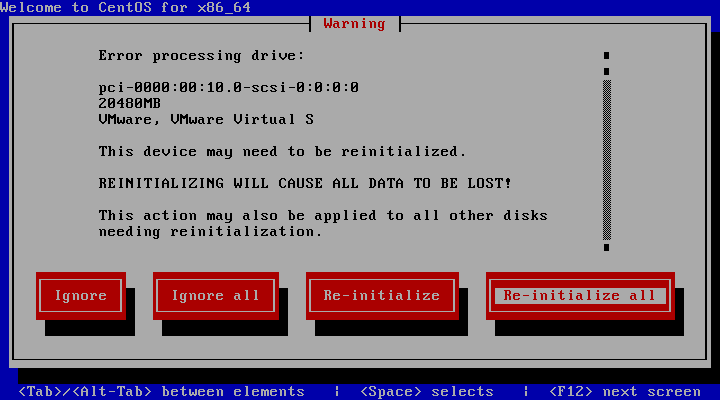 Welcome to CentOS for x86_64
Warning
Error processing drive:
pci-0000:00:10.0-scsi-0:0:0:0
20480MB
VMware, VMware Virtual S
This device may need to be reinitialized.
REINITIALIZING WILL CAUSE ALL DATA TO BE LOST!
This action may also be applied to all other disks
needing reinitialization.
Ignore Ignore all Re-initialize Re-initialize all
<Tab>/<Alt-Tab> between elements | <Space> selects | <F12> next screen